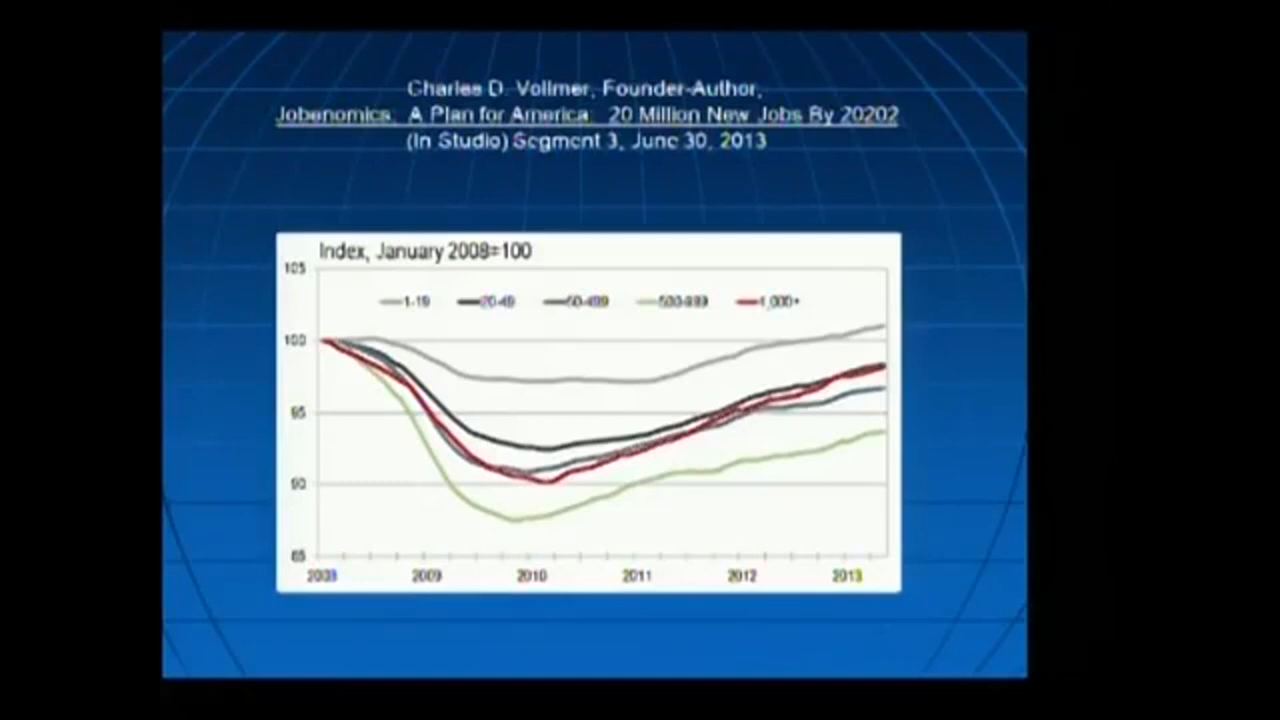 Charles D. Vollmer, Founder-Author,
Jobenomics: A Plan for America: 20 Million New Jobs By 20202
(In Studio) Segment 3, June 30, 2013
Index, January 2008=100
105
1-19 20-49 50-499 500-999 1,000+
100
95
90
85
2008 2009 2010 2011 2012 2013